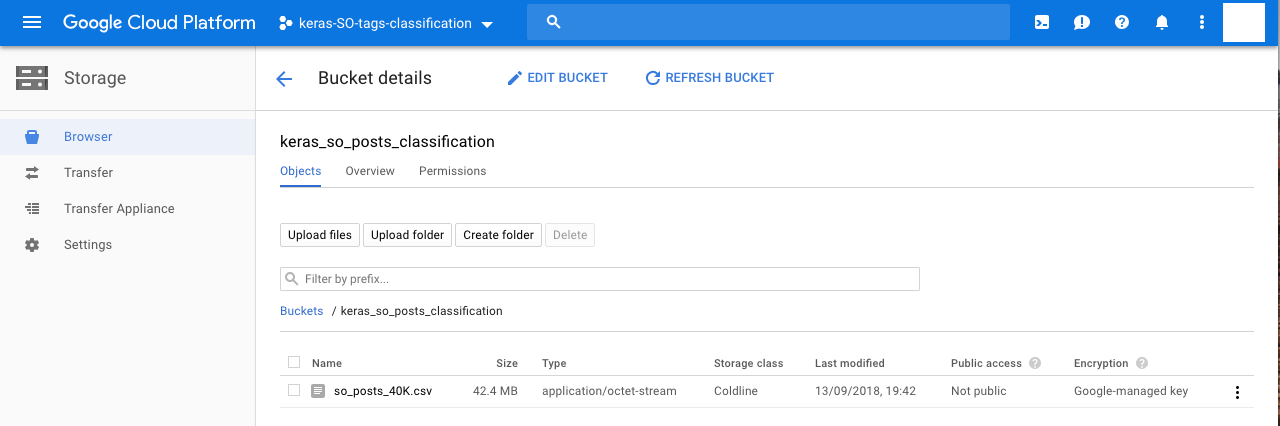 Google Cloud Platform keras-SO-tags-classification
Storage Bucket details EDIT BUCKET REFRESH BUCKET
Browser
Transfer
Transfer Appliance
Settings
keras_so_posts_classification
Objects Overview Permissions
Upload files Upload folder Create folder Delete
Filter by prefix...
Buckets / keras_so_posts_classification
Name Size Type Storage class Last modified Public access ? Encryption ?
so_posts_40K.csv 42.4 MB application/octet-stream Coldline 13/09/2018, 19:42 Not public Google-managed key